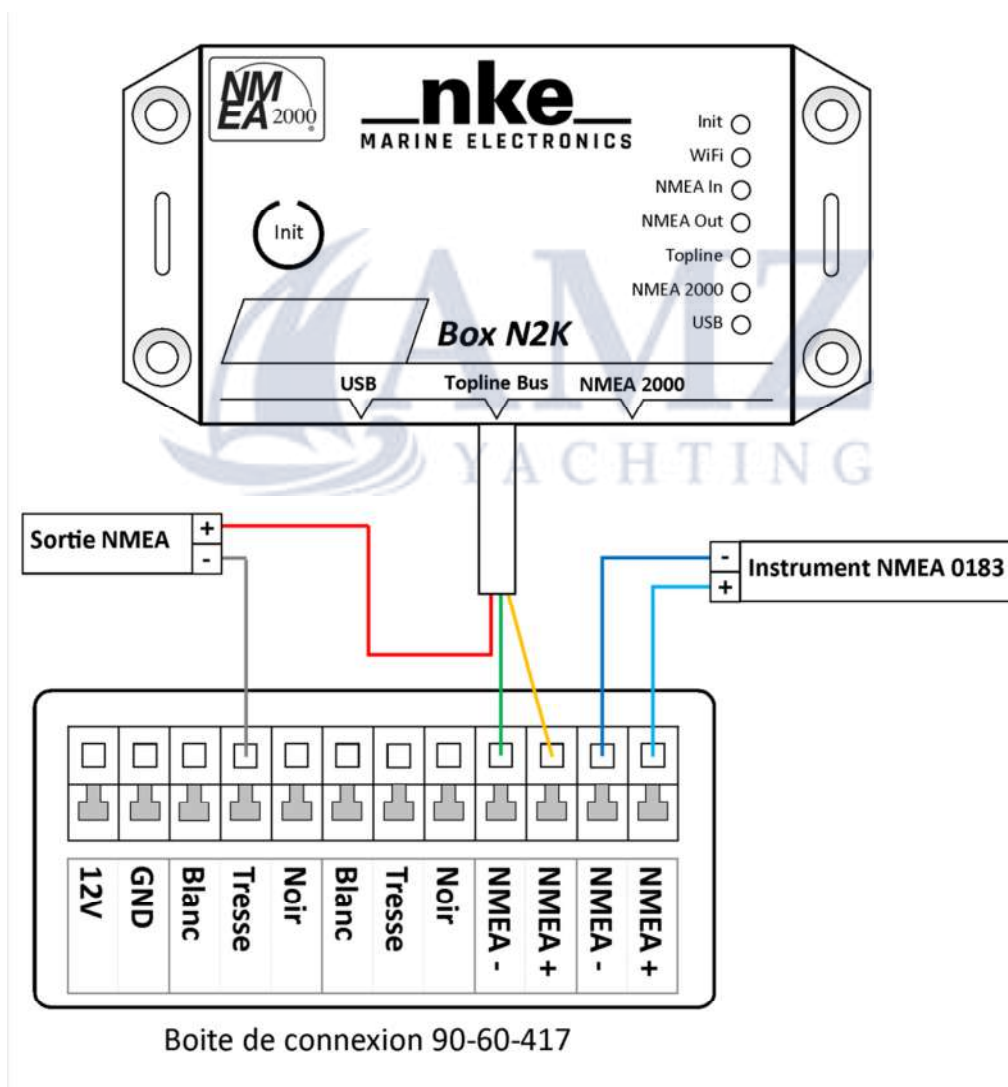 NM
EA 2000®
nke
MARINE ELECTRONICS
Init
WiFi
NMEA In
NMEA Out
Topline
NMEA 2000
USB
Init
Box N2K
USB Topline Bus NMEA 2000
AMZ
YACHTING
Sortie NMEA + -
- + Instrument NMEA 0183
12V
GND
Blanc
Tresse
Noir
Blanc
Tresse
Noir
NMEA -
NMEA +
NMEA -
NMEA +
Boite de connexion 90-60-417